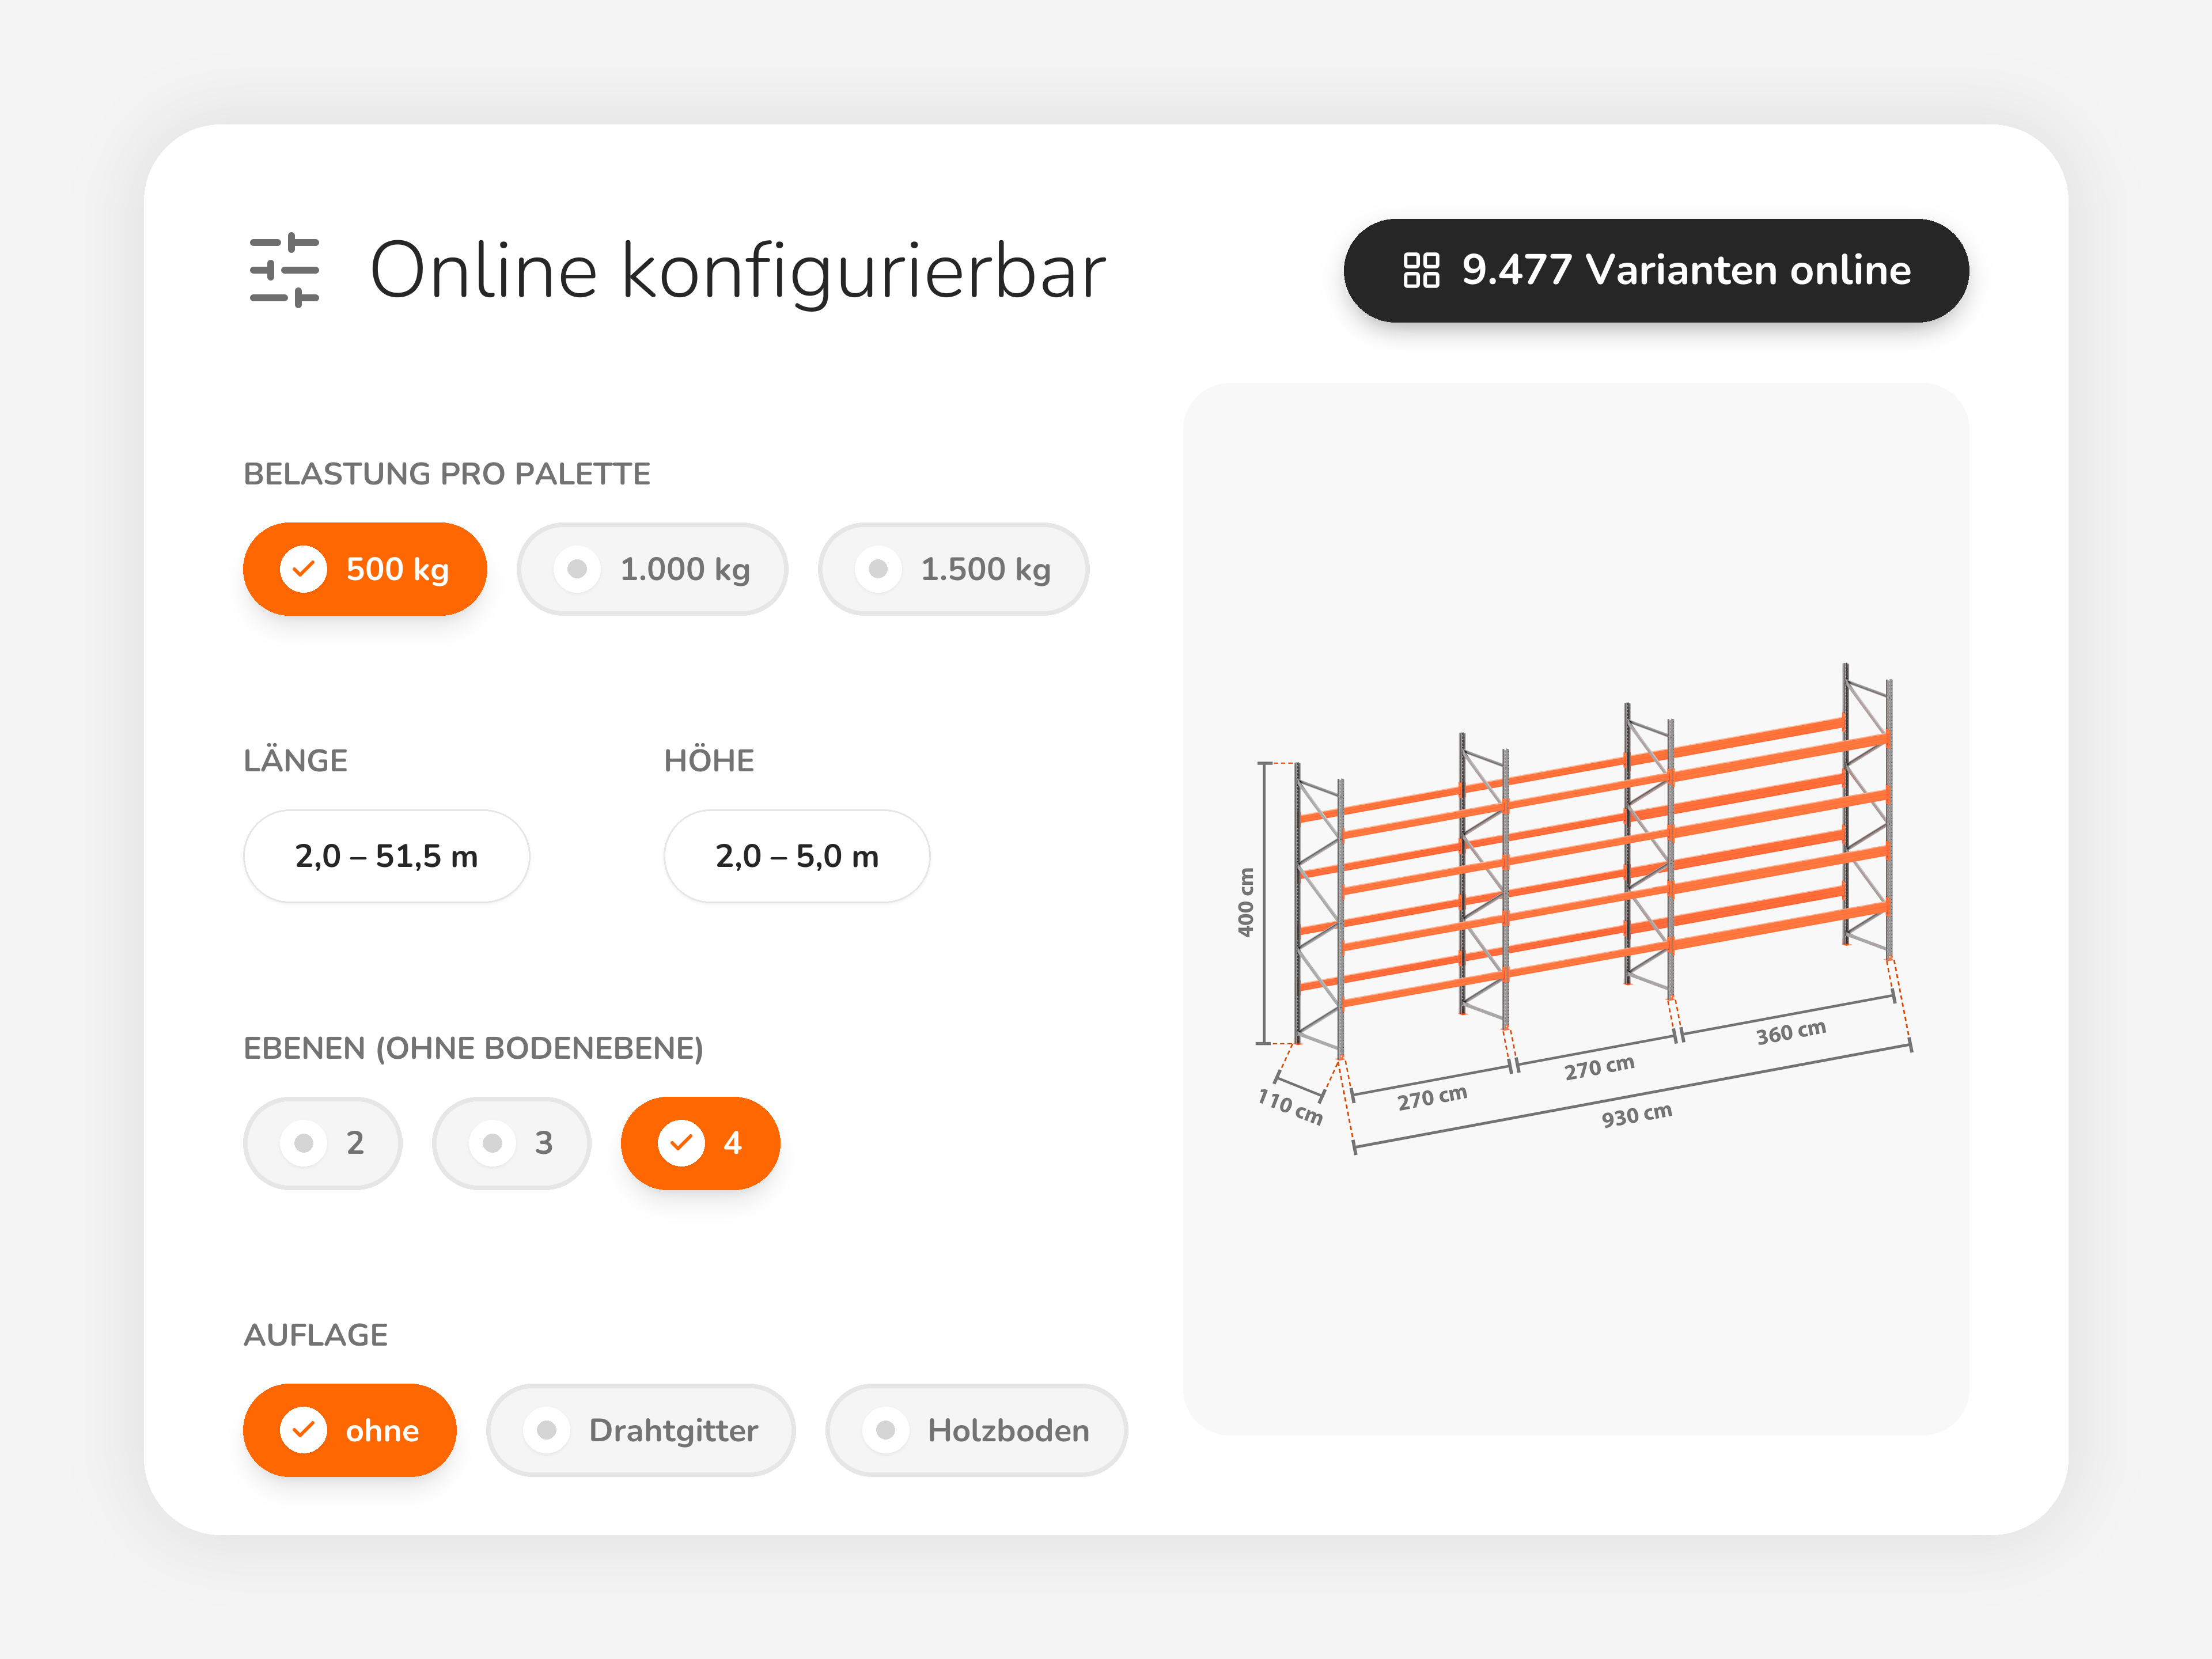 Online konfigurierbar
9.477 Varianten online
BELASTUNG PRO PALETTE
500 kg
1.000 kg
1.500 kg
LÄNGE
HÖHE
2,0 – 51,5 m
2,0 – 5,0 m
EBENEN (OHNE BODENEBENE)
2
3
4
AUFLAGE
ohne
Drahtgitter
Holzboden
400 cm
110 cm
270 cm
270 cm
360 cm
930 cm